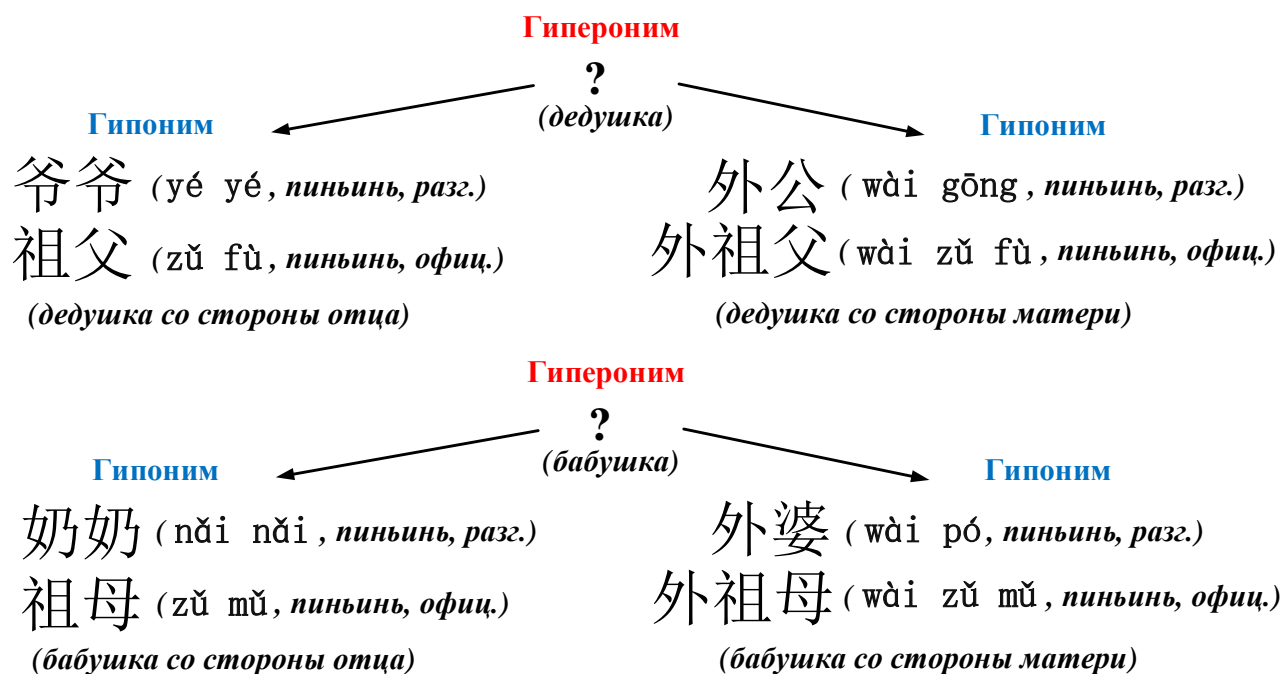 Гипероним
?
(дедушка)
Гипоним
Гипоним
爷爷 (yé yé, пиньинь, разг.)
外公 ( wài gōng , пиньинь, разг.)
祖父 (zǔ fù, пиньинь, офиц.)
外祖父 (wài zǔ fù , пиньинь, офиц.)
(дедушка со стороны отца)
(дедушка со стороны матери)
Гипероним
?
(бабушка)
Гипоним
Гипоним
奶奶 ( nǎi nǎi , пиньинь, разг.)
外婆 ( wài pó, пиньинь, разг.)
祖母 (zǔ mǔ, пиньинь, офиц.)
外祖母 ( wài zǔ mǔ , пиньинь, офиц.)
(бабушка со стороны отца)
(бабушка со стороны матери)